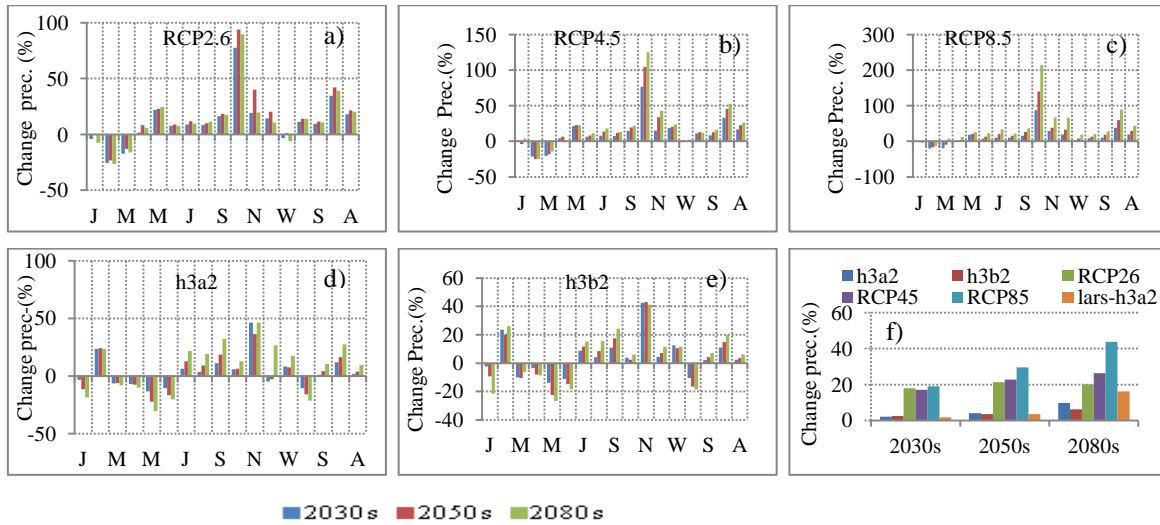 RCP2.6
a)
Change prec. (%)
100
50
0
-50
J M M J S N W S A
RCP4.5
b)
Change Prec.(%)
150
100
50
0
-50
J M M J S N W S A
RCP8.5
c)
Change Prec. (%)
300
200
100
0
-100
J M M J S N W S A
h3a2
d)
Change prec-(%)
100
50
0
-50
J M M J S N W S A
h3b2
e)
Change Prec.(%)
60
40
20
0
-20
-40
J M M J S N W S A
h3a2 h3b2 RCP26
RCP45 RCP85 lars-h3a2
f)
Change prec.(%)
60
40
20
0
2030s 2050s 2080s
2030s 2050s 2080s